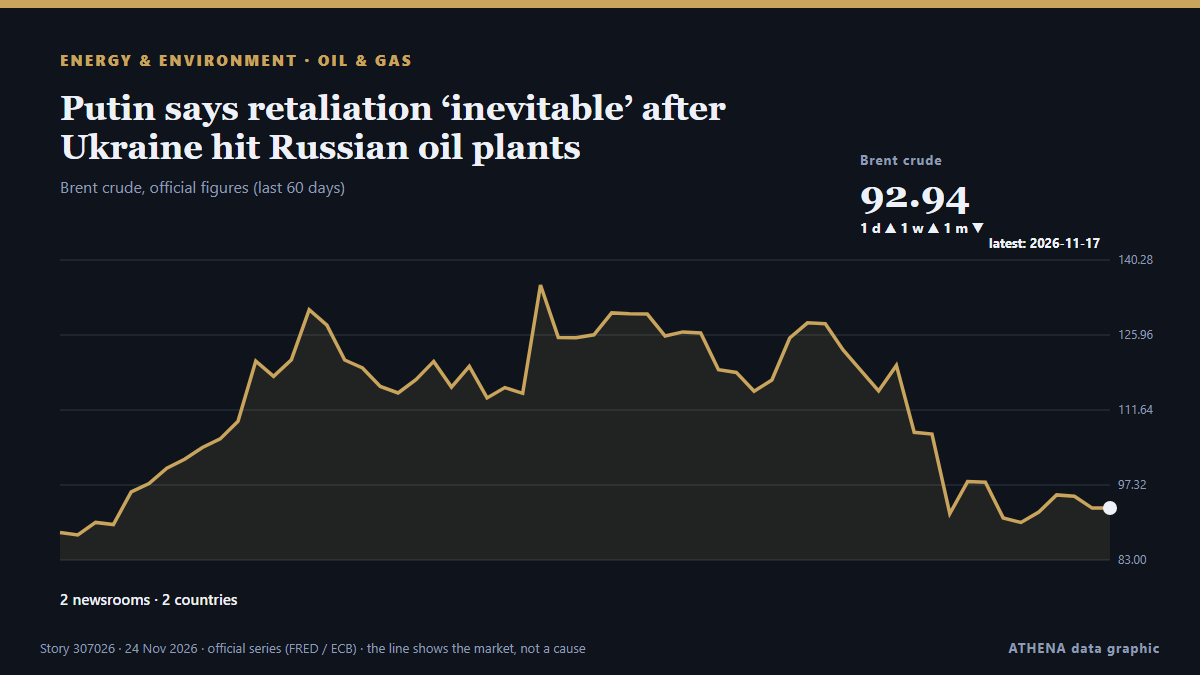 ENERGY & ENVIRONMENT · OIL & GAS
Putin says retaliation ‘inevitable’ after
Ukraine hit Russian oil plants
Brent crude, official figures (last 60 days)
Brent crude
92.94
1 d ▲ 1 w ▲ 1 m ▼
latest: 2026-11-17
140.28
125.96
111.64
97.32
83.00
2 newsrooms · 2 countries
Story 307026 · 24 Nov 2026 · official series (FRED / ECB) · the line shows the market, not a cause
ATHENA data graphic